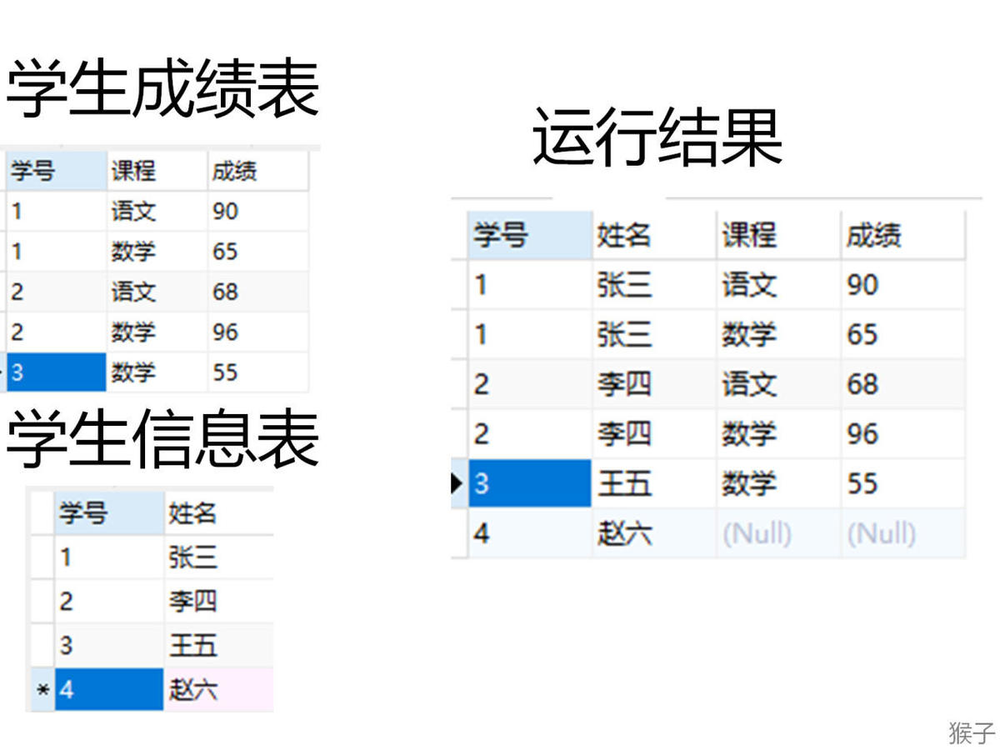 学生成绩表
学号 课程 成绩
1 语文 90
1 数学 65
2 语文 68
2 数学 96
3 数学 55
学生信息表
学号 姓名
1 张三
2 李四
3 王五
* 4 赵六
运行结果
学号 姓名 课程 成绩
1 张三 语文 90
1 张三 数学 65
2 李四 语文 68
2 李四 数学 96
3 王五 数学 55
4 赵六 (Null) (Null)
猴子